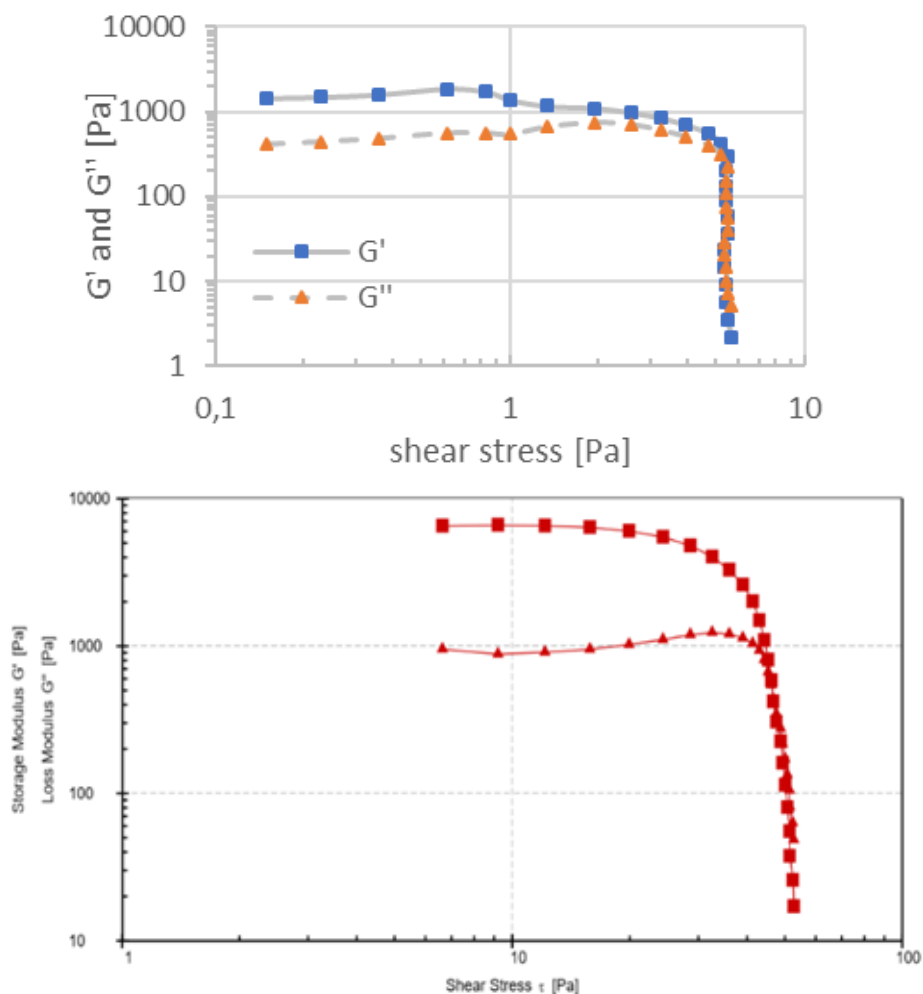 10000
1000
100
10
1
G' and G'' [Pa]
G'
G''
0,1
1
10
shear stress [Pa]
10000
1000
100
10
Storage Modulus G' [Pa]
Loss Modulus G'' [Pa]
1
10
100
Shear Stress τ [Pa]